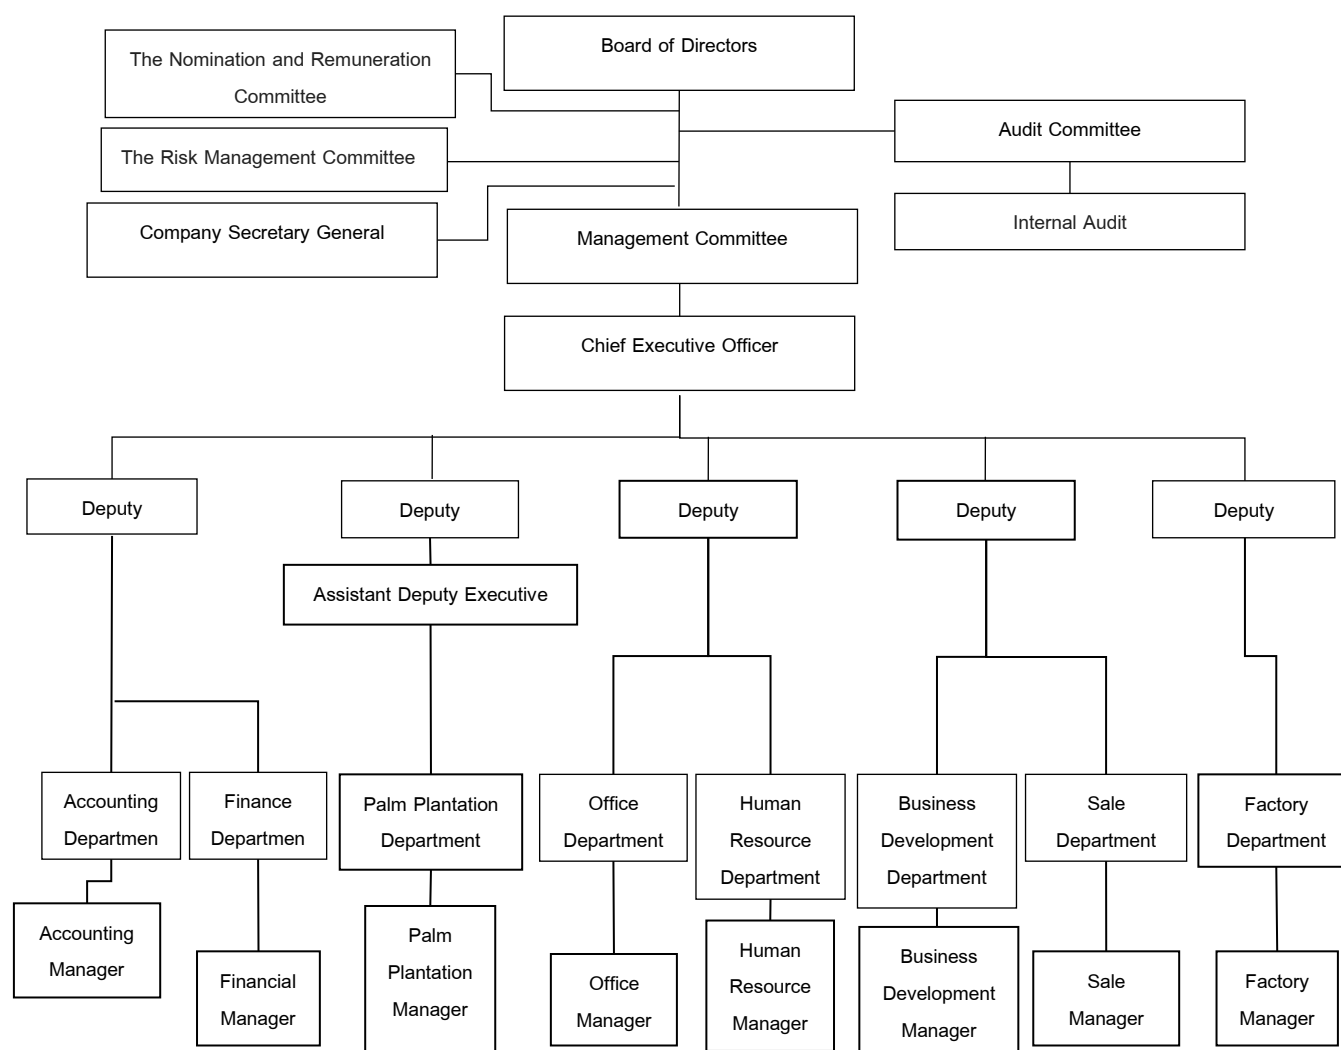 Board of Directors
The Nomination and Remuneration
Committee
Audit Committee
The Risk Management Committee
Internal Audit
Company Secretary General
Management Committee
Chief Executive Officer
Deputy
Deputy
Deputy
Deputy
Deputy
Assistant Deputy Executive
Accounting
Departmen
Finance
Departmen
Palm Plantation
Department
Office
Department
Human
Resource
Department
Business
Development
Department
Sale
Department
Factory
Department
Accounting
Manager
Financial
Manager
Palm
Plantation
Manager
Office
Manager
Human
Resource
Manager
Business
Development
Manager
Sale
Manager
Factory
Manager